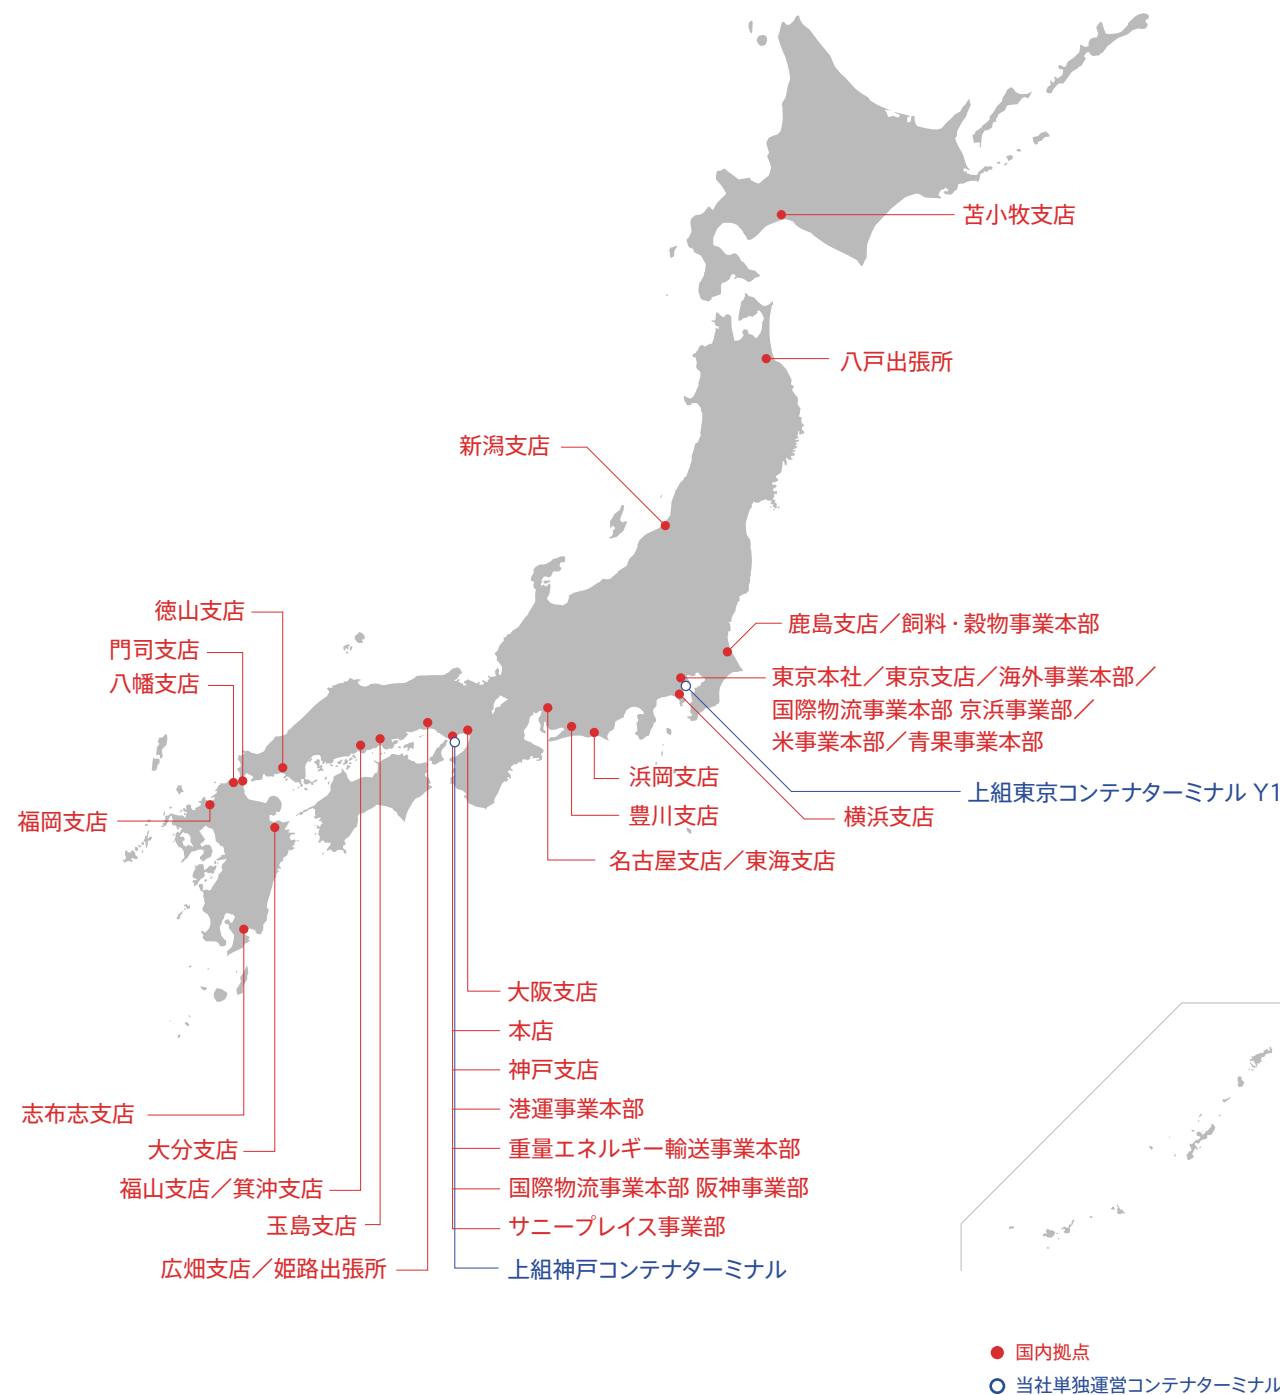 苫小牧支店
八戸出張所
新潟支店
徳山支店
門司支店
八幡支店
福岡支店
鹿島支店／飼料・穀物事業本部
東京本社／東京支店／海外事業本部／
国際物流事業本部 京浜事業部／
米事業本部／青果事業本部
上組東京コンテナターミナル Y1
横浜支店
浜岡支店
豊川支店
名古屋支店／東海支店
大阪支店
本店
神戸支店
港運事業本部
重量エネルギー輸送事業本部
国際物流事業本部 阪神事業部
サニープレイス事業部
上組神戸コンテナターミナル
志布志支店
大分支店
福山支店／箕沖支店
玉島支店
広畑支店／姫路出張所
国内拠点
当社単独運営コンテナターミナル